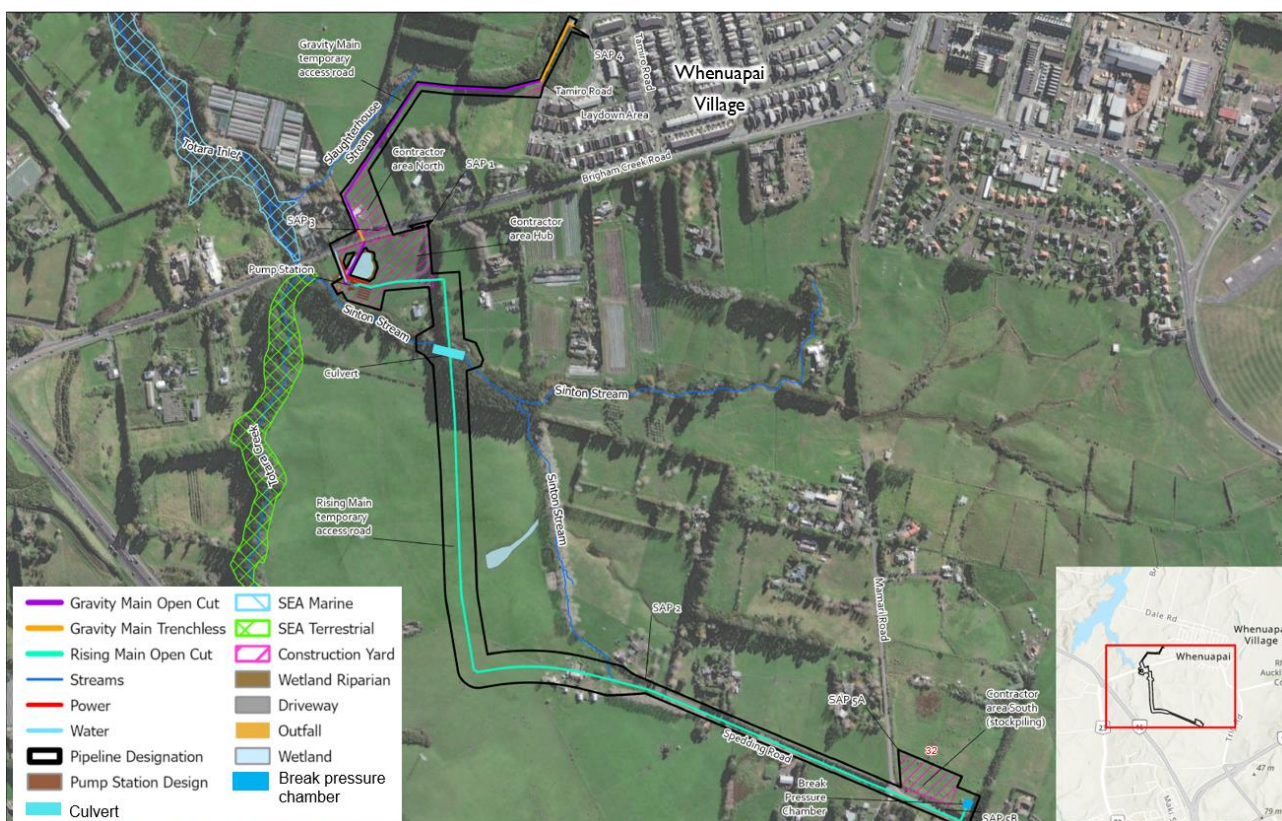 Gravity Main
temporary
access road
SAP 4
Tamiro Road
Whenuapai
Village
Tamiro Road
Laydown Area
Totara Inlet
Slaughterhouse
Stream
Contractor
area North
SAP 1
Brigham Creek Road
SAP 3
Contractor
area Hub
Pump Station
Sinton Stream
Culvert
Sinton Stream
Totara Creek
Sinton Stream
Rising Main
temporary
access road
SAP 2
Mamari Road
SAP 5A
Contractor
area South
(stockpiling)
32
Spedding Road
Break
Pressure
Chamber
SAP 5B
Gravity Main Open Cut
Gravity Main Trenchless
Rising Main Open Cut
Streams
Power
Water
Pipeline Designation
Pump Station Design
Culvert
SEA Marine
SEA Terrestrial
Construction Yard
Wetland Riparian
Driveway
Outfall
Wetland
Break pressure
chamber
Dale Rd
Whenuapai
Village
Whenuapai
47 m
79 m